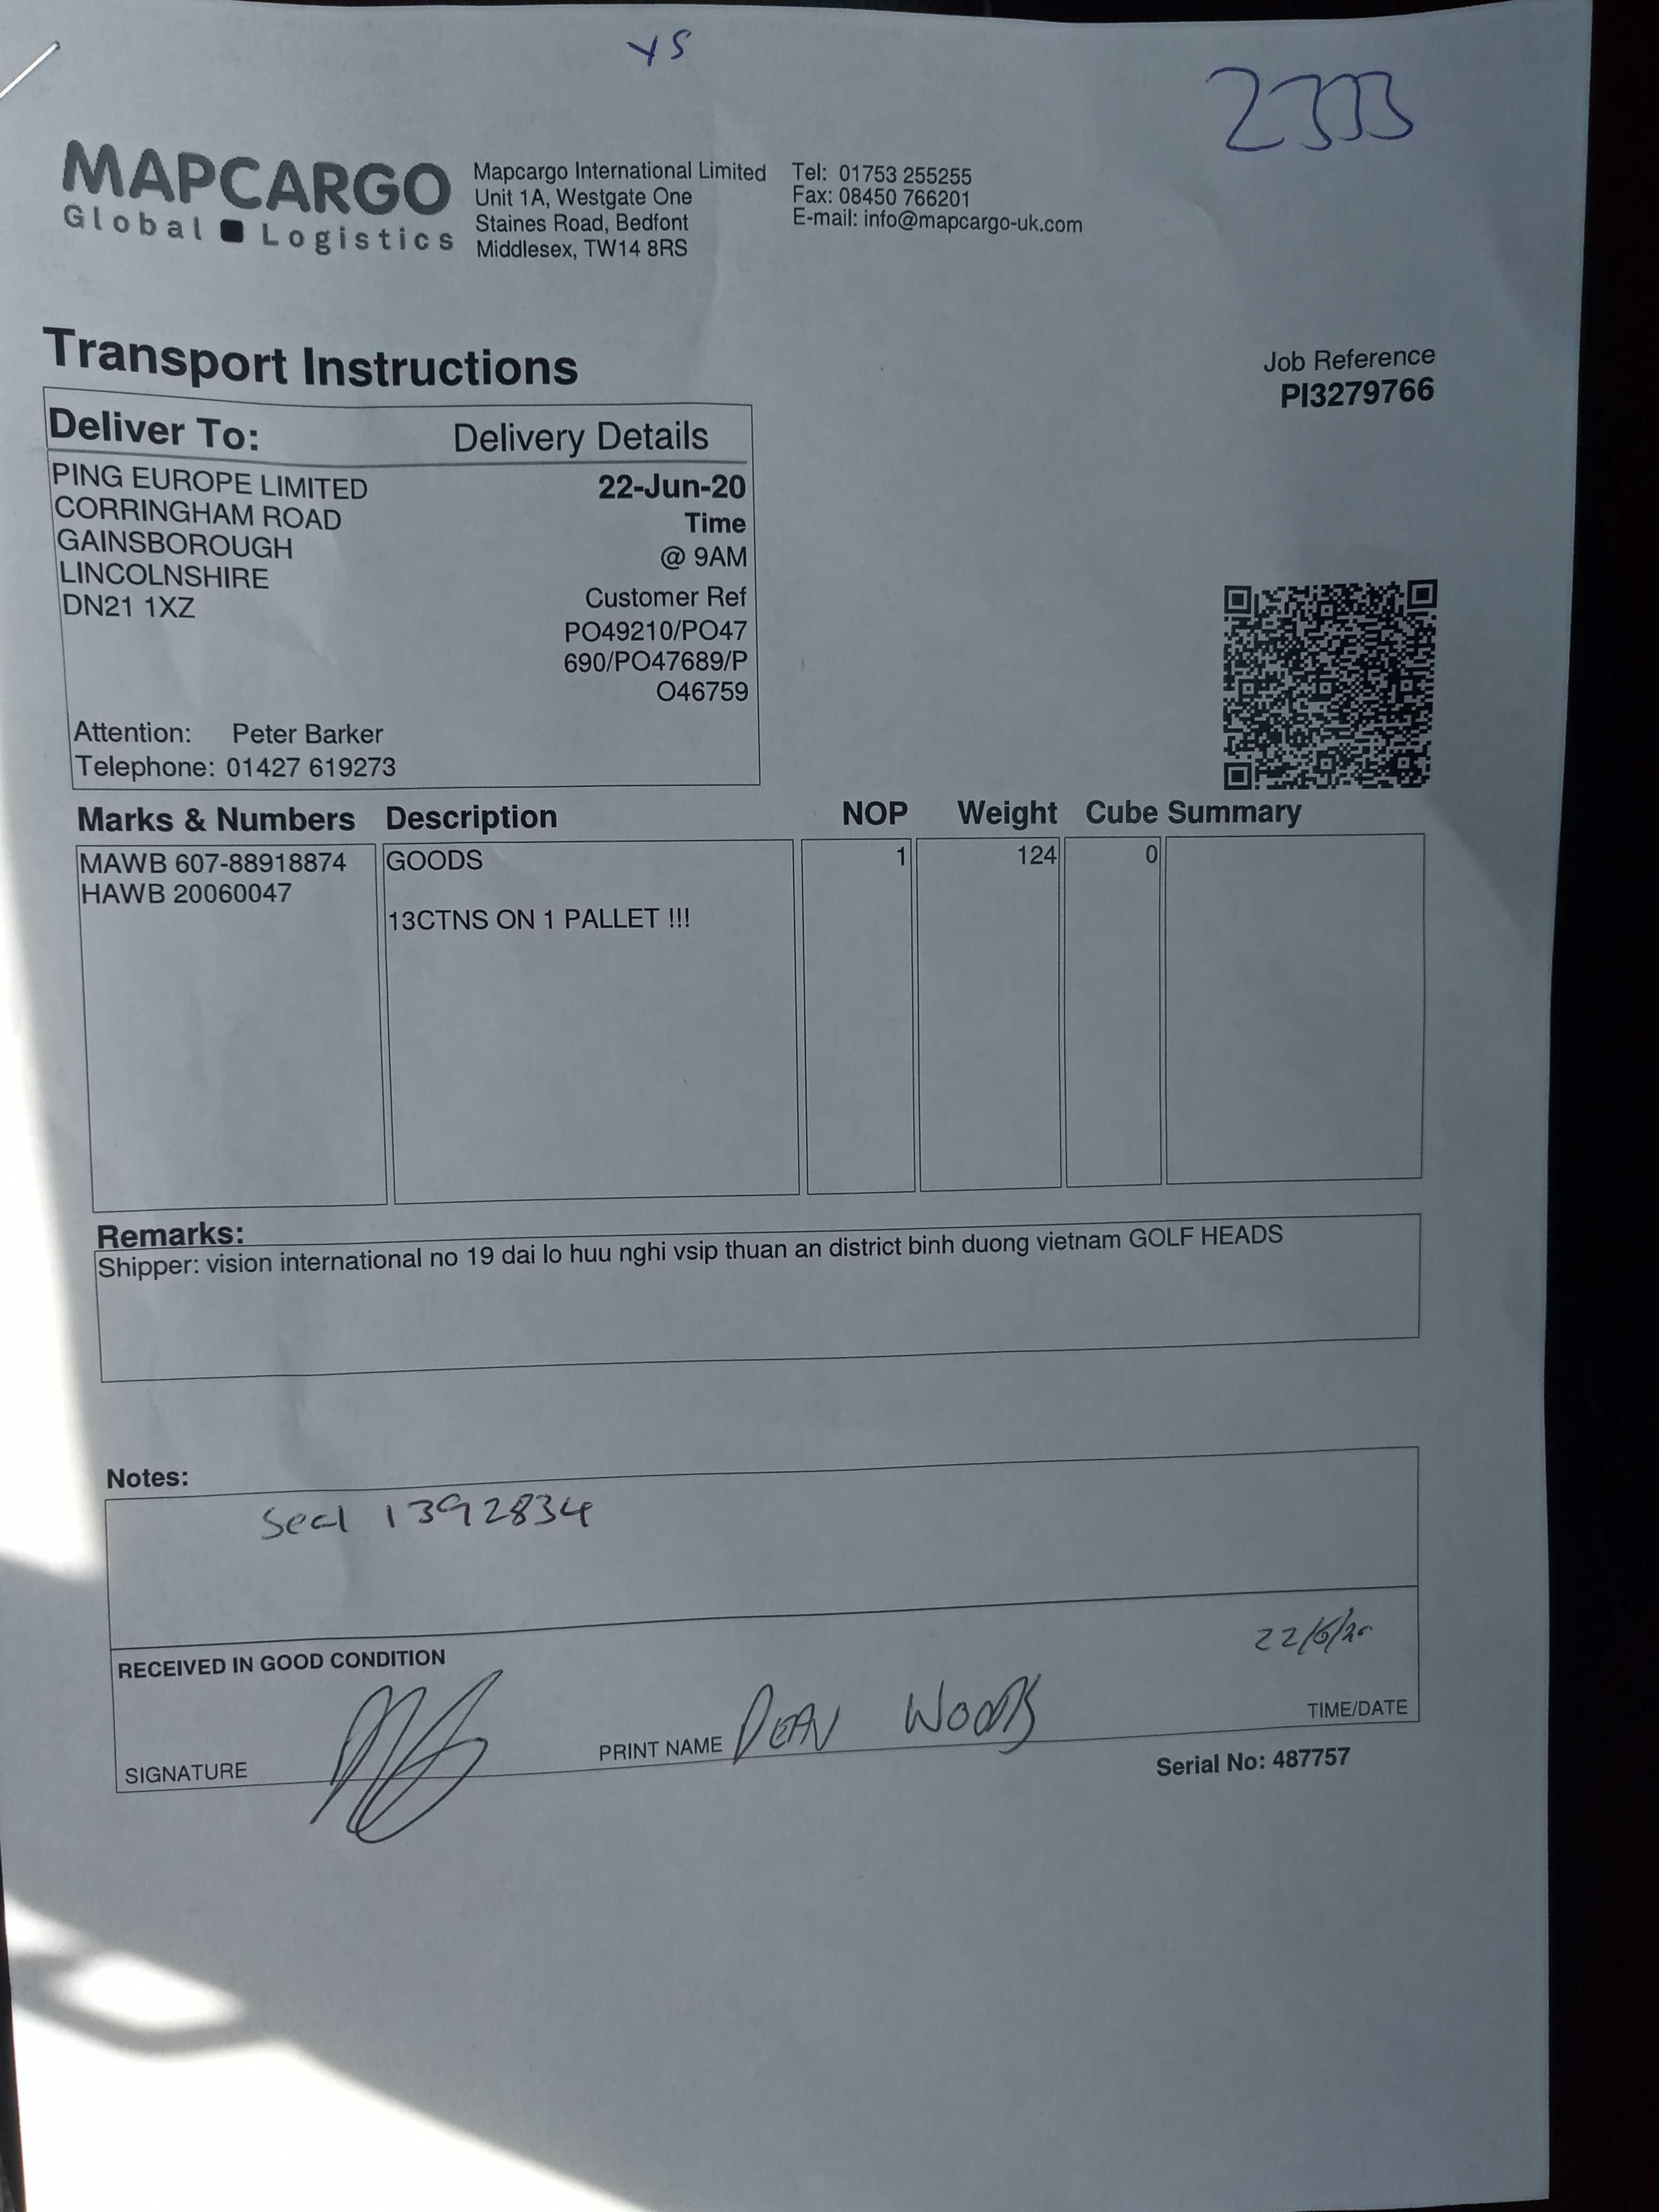 YS
MAPCARGO
Global Logistics
Mapcargo International Limited
Unit 1A, Westgate One
Staines Road, Bedfont
Middlesex, TW14 8RS
Tel: 01753 255255
Fax: 08450 766201
E-mail: info@mapcargo-uk.com
Transport Instructions
Job Reference
PI3279766
Deliver To:
PING EUROPE LIMITED
CORRINGHAM ROAD
GAINSBOROUGH
LINCOLNSHIRE
DN21 1XZ
Attention: Peter Barker
Telephone: 01427 619273
Delivery Details
22-Jun-20
Time
@ 9AM
Customer Ref
PO49210/PO47
690/PO47689/P
O46759
Marks & Numbers Description NOP Weight Cube Summary
MAWB 607-88918874 GOODS 1 124 0
HAWB 20060047
13CTNS ON 1 PALLET !!!
Remarks:
Shipper: vision international no 19 dai lo huu nghi vsip thuan an district binh duong vietnam GOLF HEADS
Notes:
Seal 1392834
RECEIVED IN GOOD CONDITION
22/6/20
SIGNATURE
PRINT NAME DEAN WOODS
TIME/DATE
Serial No: 487757